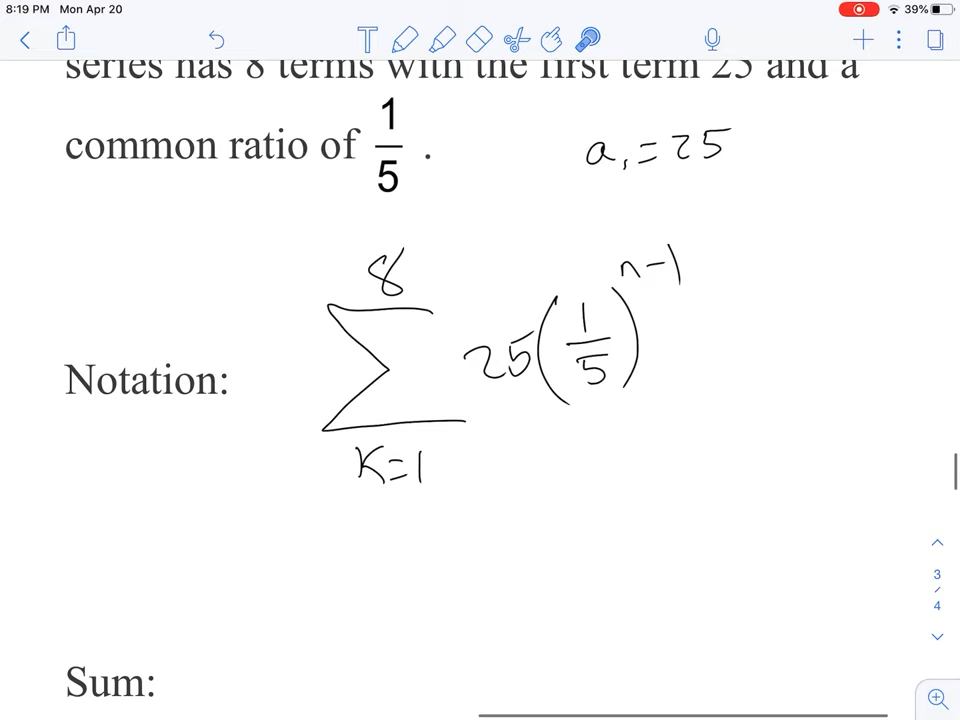 8:19 PM Mon Apr 20 39%
series has 8 terms with the first term 25 and a
common ratio of 1/5 .
a₁ = 25
Notation:
8
Σ 25(1/5)ⁿ⁻¹
K=1
3
/
4
Sum: